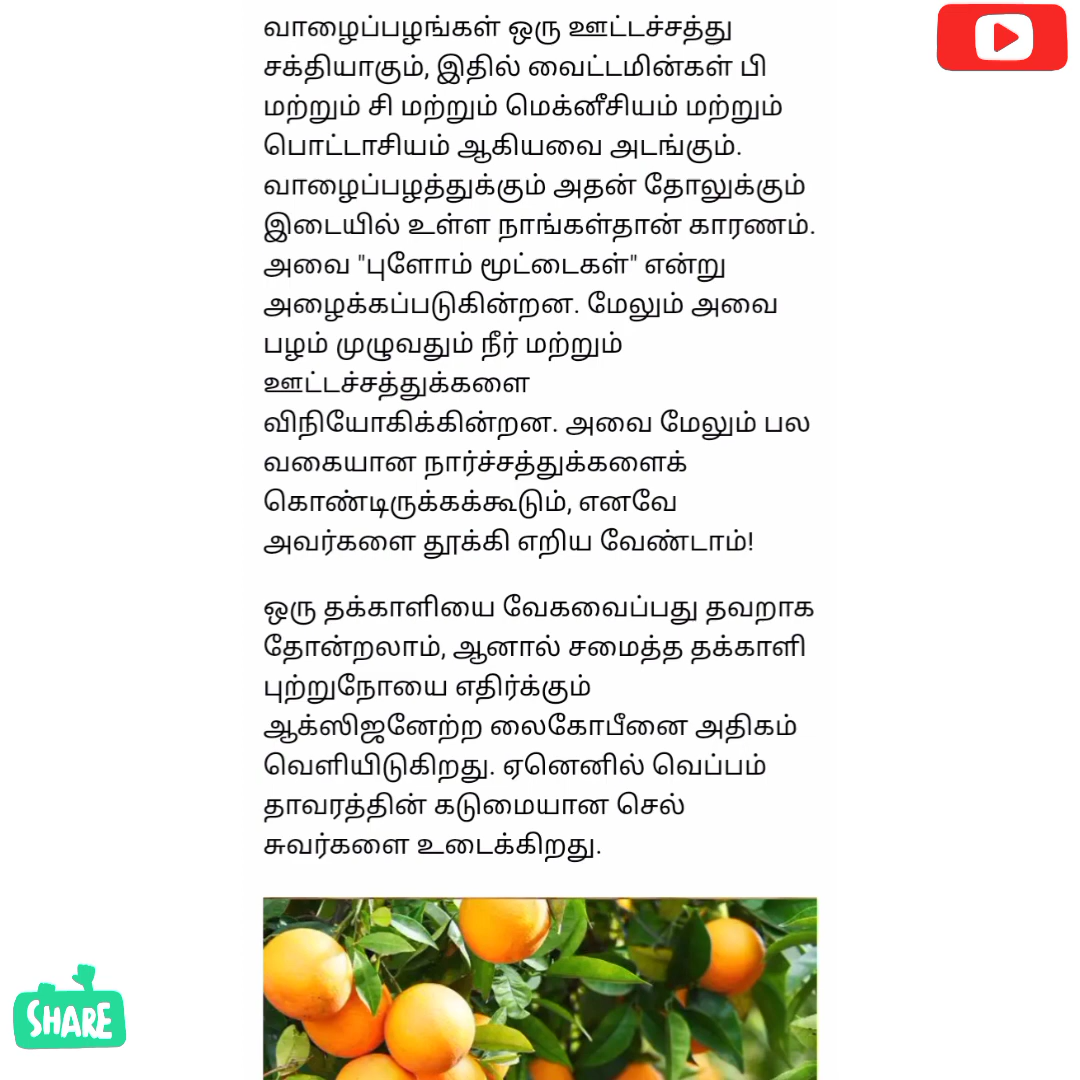 வாழைப்பழங்கள் ஒரு ஊட்டச்சத்து
சக்தியாகும், இதில் வைட்டமின்கள் பி
மற்றும் சி மற்றும் மெக்னீசியம் மற்றும்
பொட்டாசியம் ஆகியவை அடங்கும்.
வாழைப்பழத்துக்கும் அதன் தோலுக்கும்
இடையில் உள்ள நாங்கள்தான் காரணம்.
அவை "புளோம் மூட்டைகள்" என்று
அழைக்கப்படுகின்றன. மேலும் அவை
பழம் முழுவதும் நீர் மற்றும்
ஊட்டச்சத்துக்களை
விநியோகிக்கின்றன. அவை மேலும் பல
வகையான நார்ச்சத்துக்களைக்
கொண்டிருக்கக்கூடும், எனவே
அவர்களை தூக்கி எறிய வேண்டாம்!
ஒரு தக்காளியை வேகவைப்பது தவறாக
தோன்றலாம், ஆனால் சமைத்த தக்காளி
புற்றுநோயை எதிர்க்கும்
ஆக்ஸிஜனேற்ற லைகோபீனை அதிகம்
வெளியிடுகிறது. ஏனெனில் வெப்பம்
தாவரத்தின் கடுமையான செல்
சுவர்களை உடைக்கிறது.
SHARE